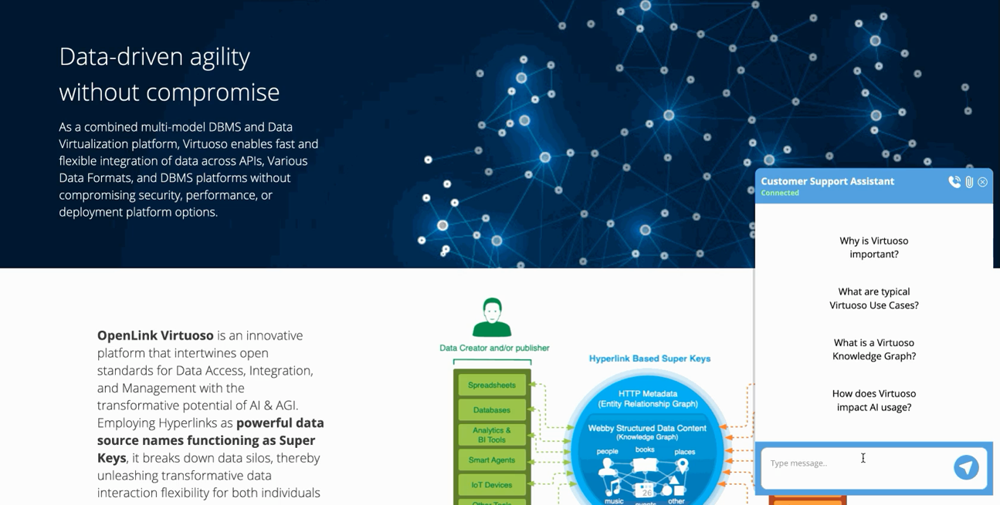 Data-driven agility
without compromise
As a combined multi-model DBMS and Data
Virtualization platform, Virtuoso enables fast and
flexible integration of data across APIs, Various
Data Formats, and DBMS platforms without
compromising security, performance, or
deployment platform options.
OpenLink Virtuoso is an innovative
platform that intertwines open
standards for Data Access, Integration,
and Management with the
transformative potential of AI & AGI.
Employing Hyperlinks as powerful data
source names functioning as Super
Keys, it breaks down data silos, thereby
unleashing transformative data
interaction flexibility for both individuals
Data Creator and/or publisher
Spreadsheets
Databases
Analytics &
BI Tools
Smart Agents
IoT Devices
Other Tools
Hyperlink Based Super Keys
HTTP Metadata
(Entity Relationship Graph)
Webby Structured Data Content
(Knowledge Graph)
people books places
26
music events other
Customer Support Assistant
Connected
Why is Virtuoso
important?
What are typical
Virtuoso Use Cases?
What is a Virtuoso
Knowledge Graph?
How does Virtuoso
impact AI usage?
Type message..